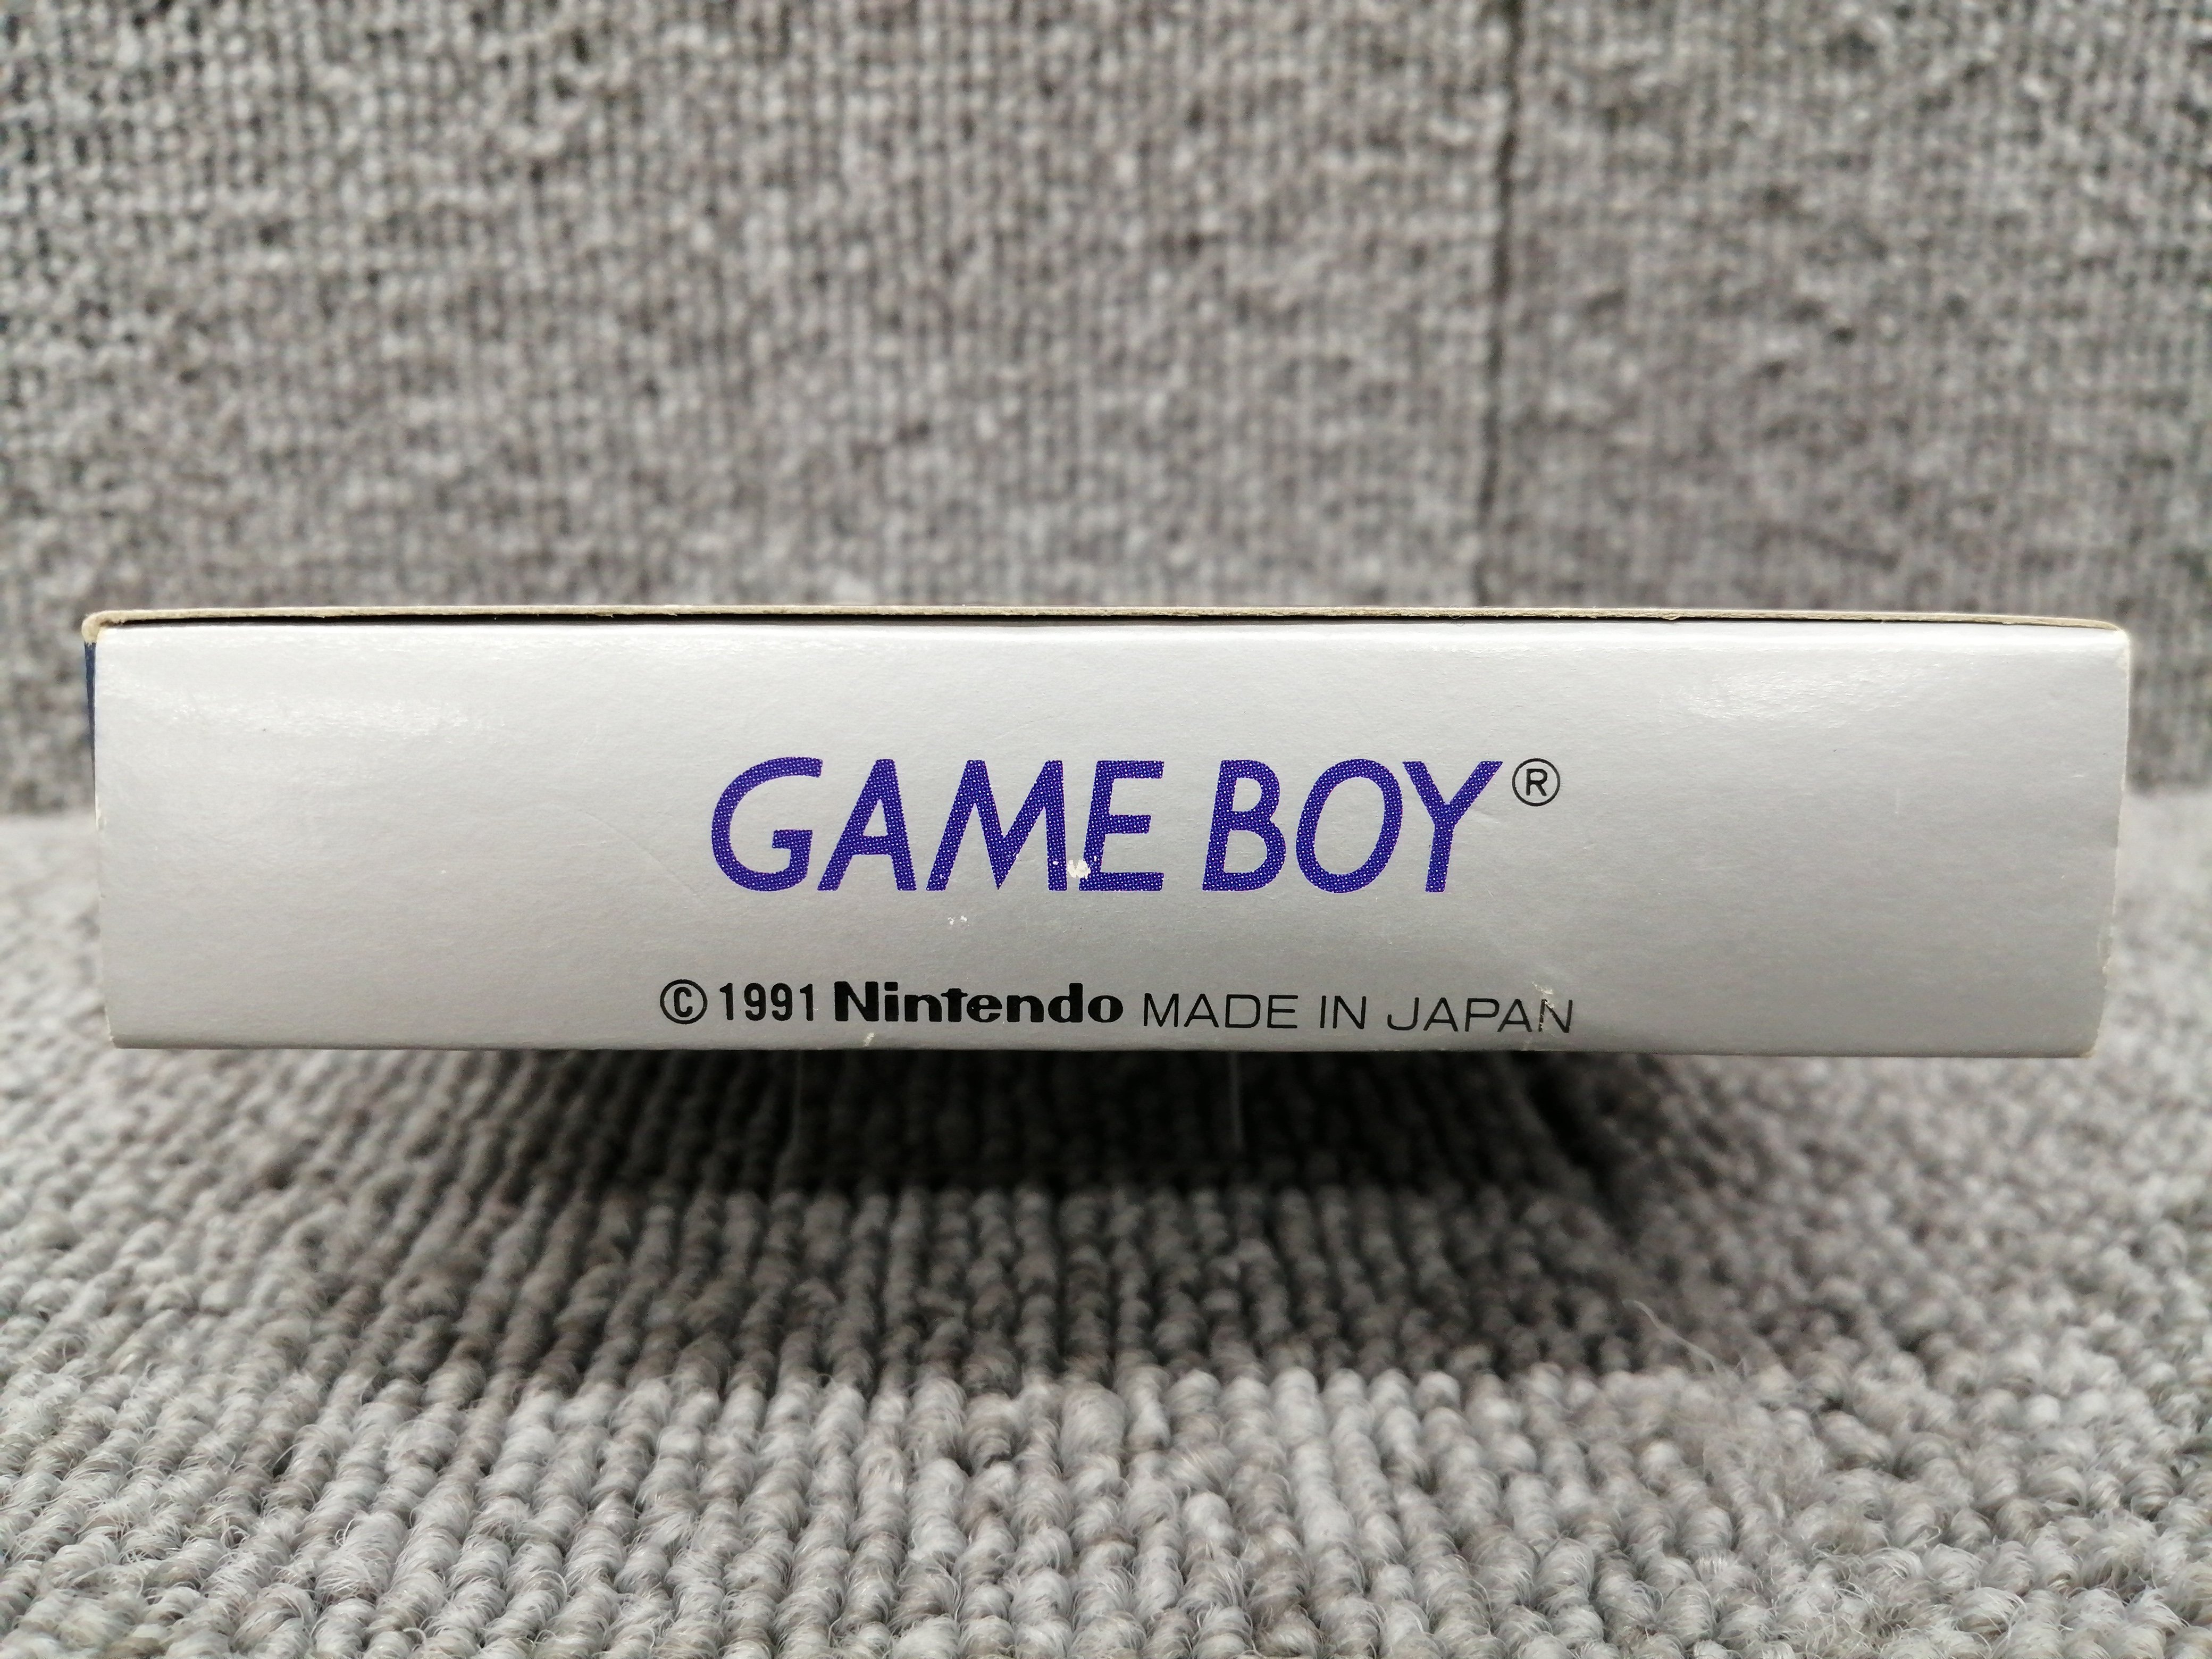 GAME BOY®
©1991 Nintendo MADE IN JAPAN